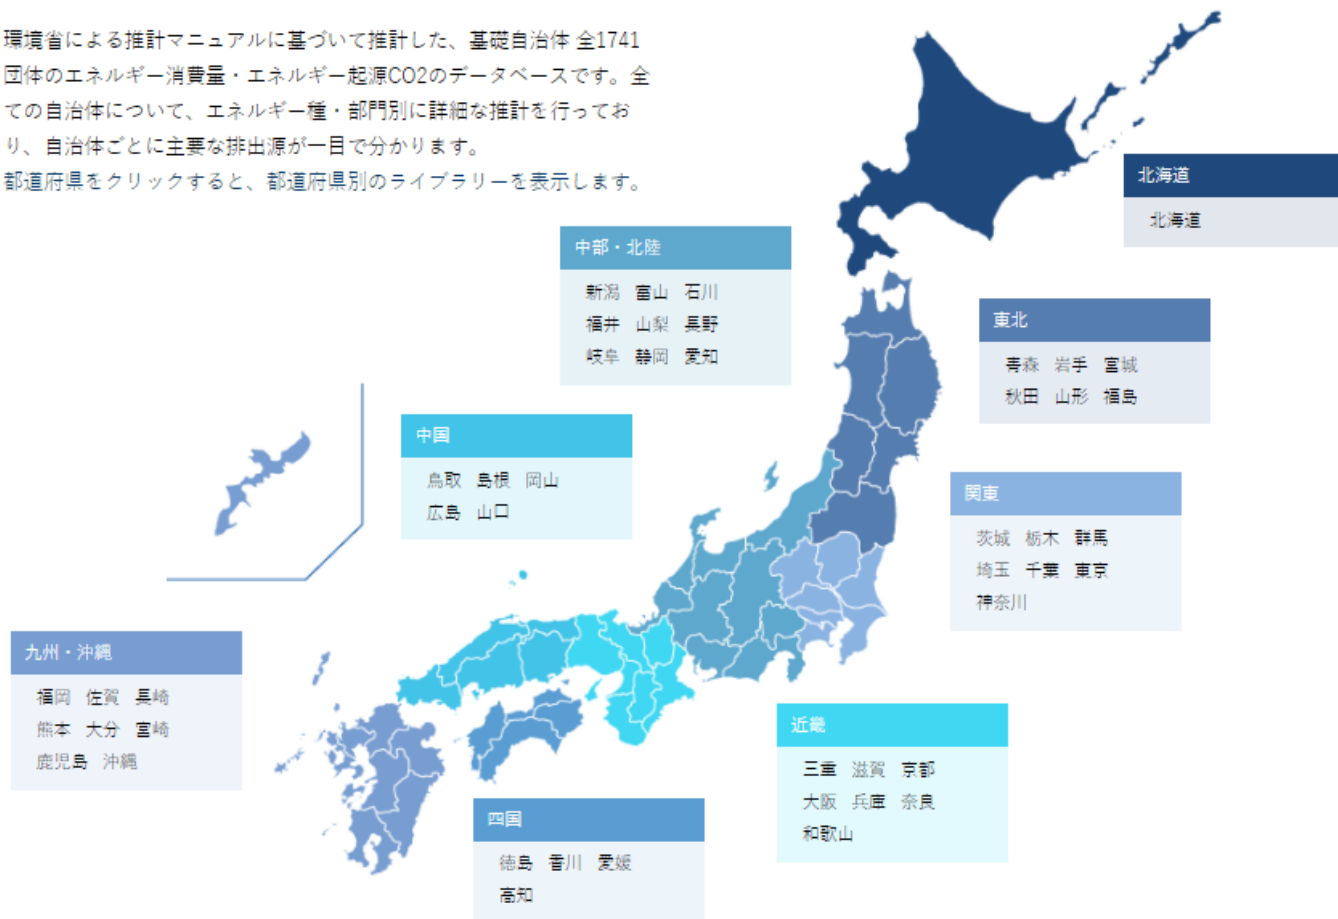 環境省による推計マニュアルに基づいて推計した、基礎自治体 全1741
団体のエネルギー消費量・エネルギー起源CO2のデータベースです。全
ての自治体について、エネルギー種・部門別に詳細な推計を行ってお
り、自治体ごとに主要な排出源が一目で分かります。
都道府県をクリックすると、都道府県別のライブラリーを表示します。
北海道
北海道
中部・北陸
新潟 富山 石川
福井 山梨 長野
岐阜 静岡 愛知
東北
青森 岩手 宮城
秋田 山形 福島
中国
鳥取 島根 岡山
広島 山口
関東
茨城 栃木 群馬
埼玉 千葉 東京
神奈川
九州・沖縄
福岡 佐賀 長崎
熊本 大分 宮崎
鹿児島 沖縄
近畿
三重 滋賀 京都
大阪 兵庫 奈良
和歌山
四国
徳島 香川 愛媛
高知